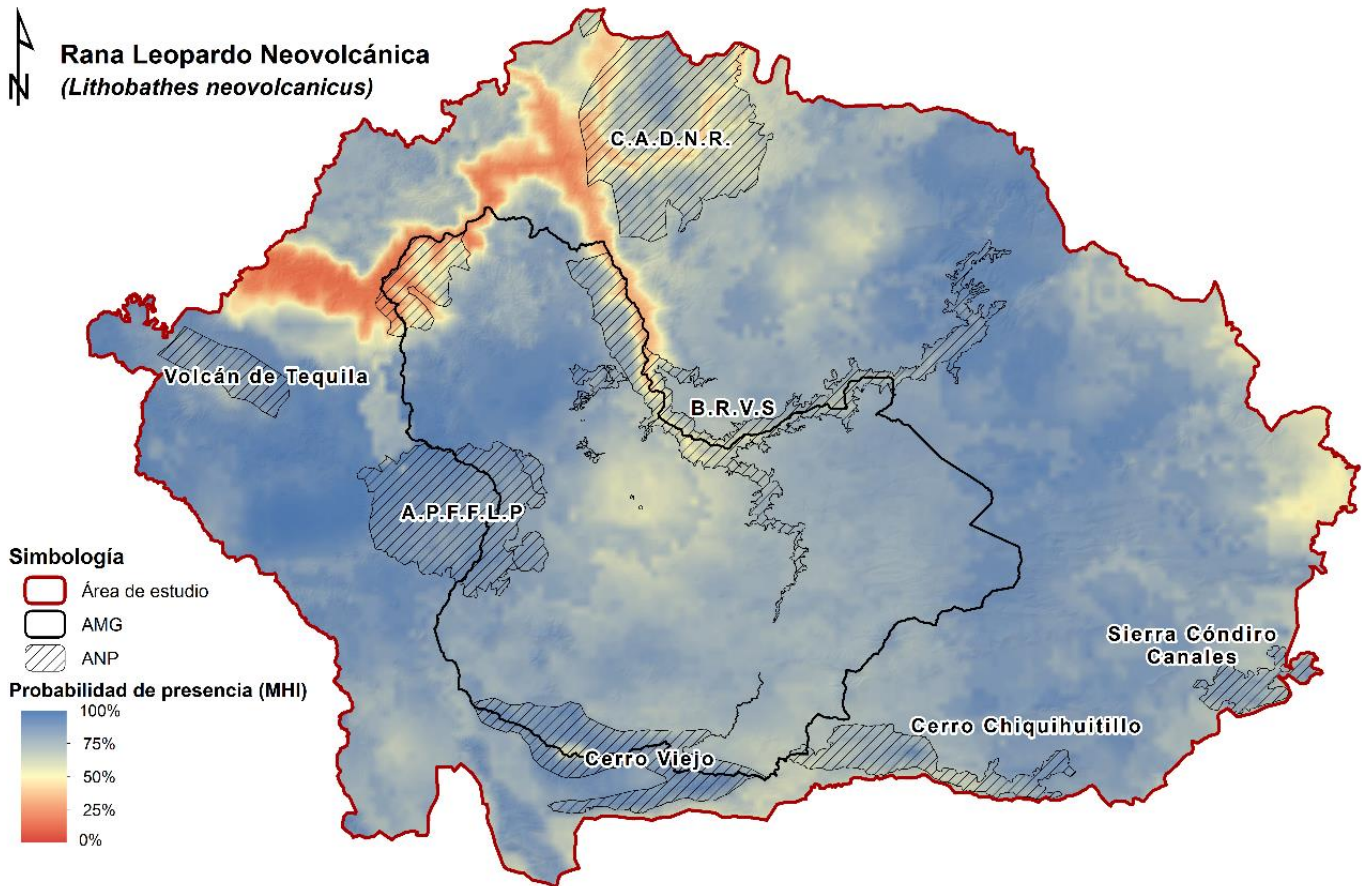 Rana Leopardo Neovolcánica
(Lithobathes neovolcanicus)
N
C.A.D.N.R.
Volcán de Tequila
B.R.V.S
A.P.F.F.L.P
Sierra Cóndiro
Canales
Cerro Chiquihuitillo
Cerro Viejo
Simbología
Área de estudio
AMG
ANP
Probabilidad de presencia (MHI)
100%
75%
50%
25%
0%